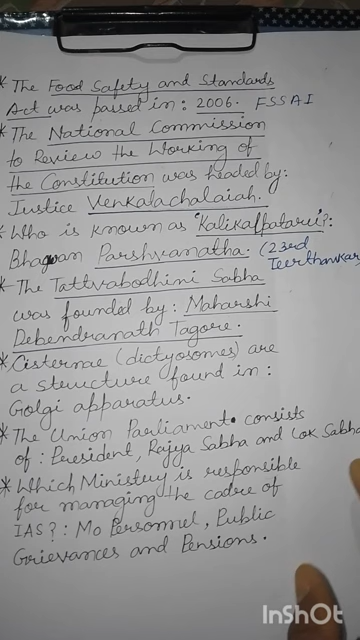 * The Food Safety and Standards
Act was passed in : 2006. FSSAI
* The National Commission
to Review the Working of
the Constitution was headed by:
Justice Venkalachalaiah.
* Who is known as "Kalikalpataru"?:
Bhagwan Parshvanatha. (23rd
Teerthankar)
* The Tattvabodhini Sabha
was founded by : Maharshi
Debendranath Tagore.
* Cisternae (dictyosomes) are
a structure found in :
Golgi apparatus.
* The Union Parliament consists
of : President, Rajya Sabha and Lok Sabha
* Which Ministry is responsible
for managing the cadre of
IAS? : Mo Personnel, Public
Grievances and Pensions.
InShOt